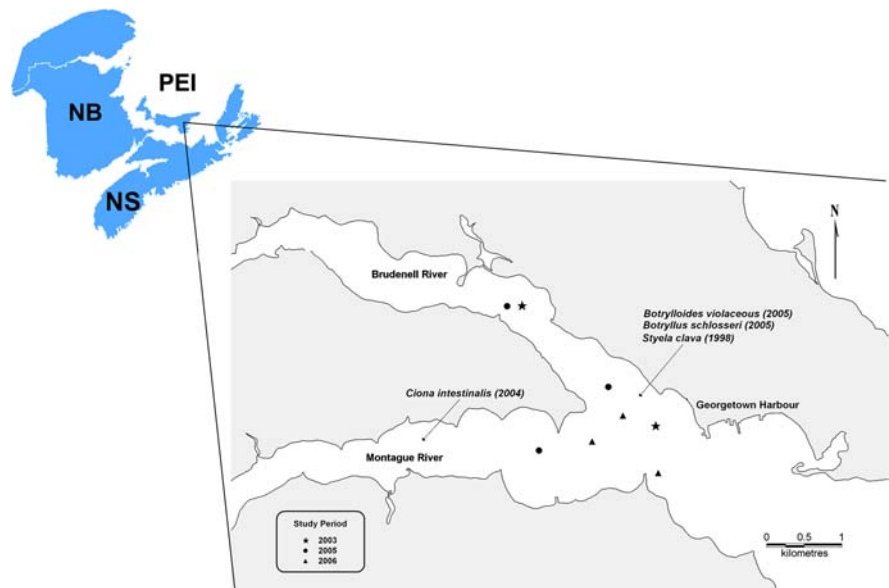 PEI
NB
NS
N
Brudenell River
Botrylloides violaceous (2005)
Botryllus schlosseri (2005)
Styela clava (1998)
Ciona intestinalis (2004)
Georgetown Harbour
Montague River
Study Period
2003
2005
2006
0 0.5 1
kilometres